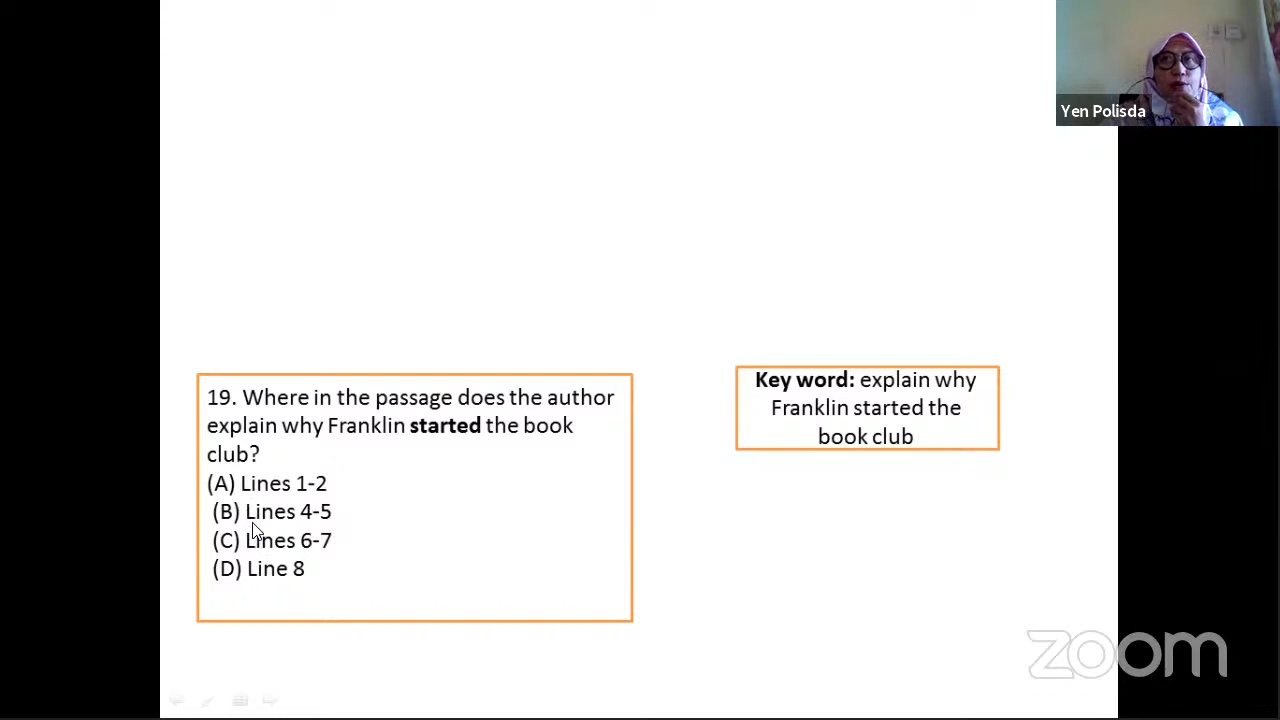 Yen Polisda
19. Where in the passage does the author
explain why Franklin started the book
club?
(A) Lines 1-2
(B) Lines 4-5
(C) Lines 6-7
(D) Line 8
Key word: explain why
Franklin started the
book club
zoom